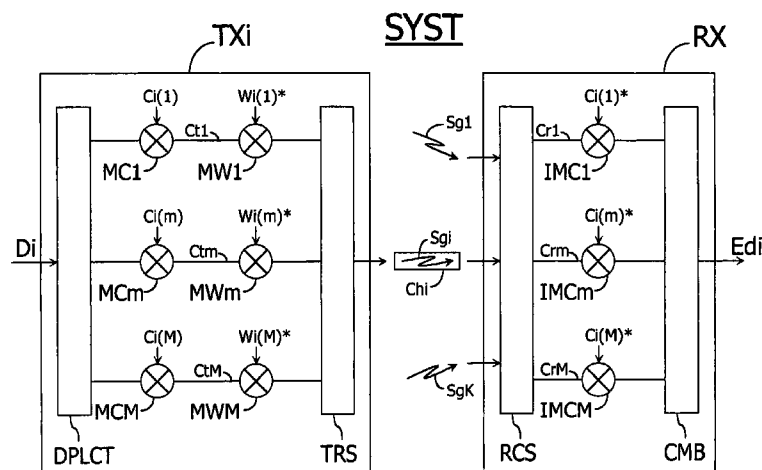 SYST
TXi
RX
Ci(1) Wi(1)* Ci(1)*
Ct1 Sg1 Cr1
MC1 MW1 IMC1
Ci(m) Wi(m)* Ci(m)*
Di Ctm Sgi Crm Edi
MCm MWm Chi IMCm
Ci(M) Wi(M)* Ci(M)*
CtM CrM
MCM MWM SgK IMCM
DPLCT TRS RCS CMB